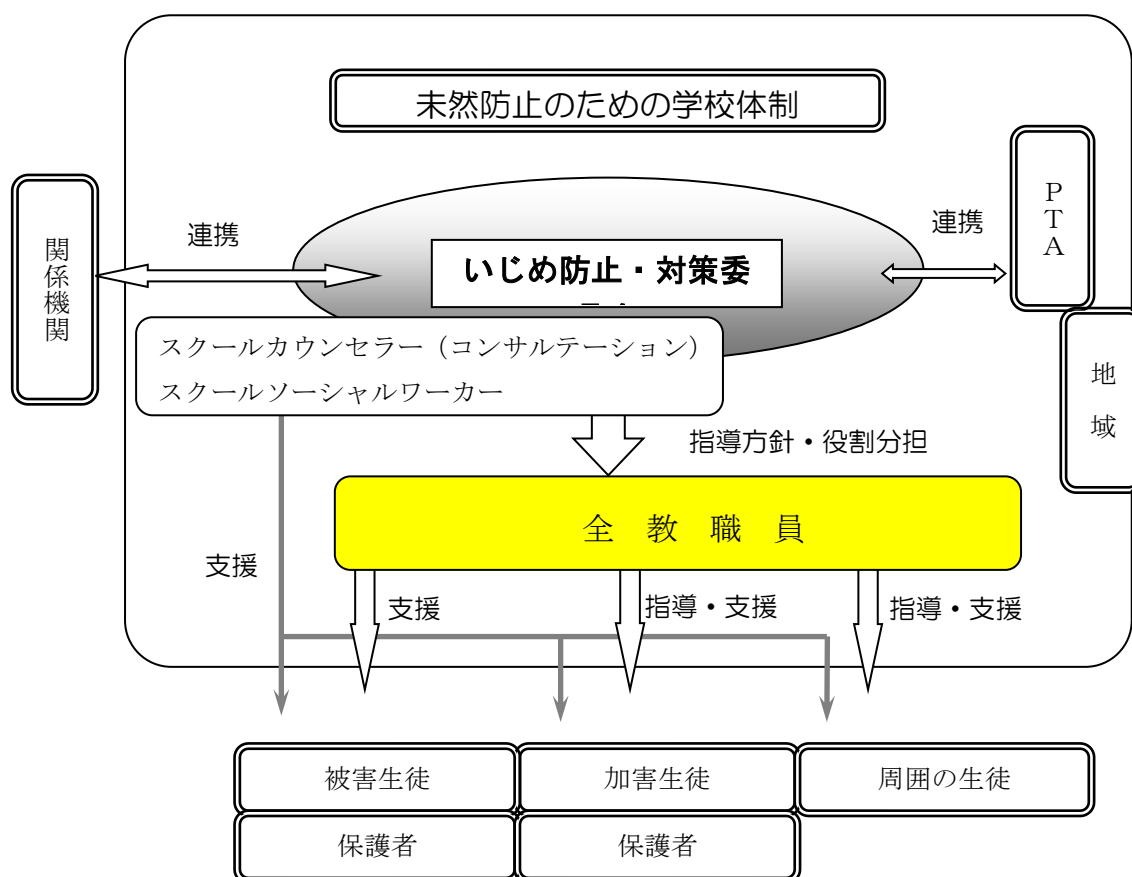 未然防止のための学校体制
関係機関
連携
いじめ防止・対策委
連携
PTA
地域
スクールカウンセラー（コンサルテーション）
スクールソーシャルワーカー
指導方針・役割分担
全教職員
支援
支援
指導・支援
指導・支援
被害生徒
加害生徒
周囲の生徒
保護者
保護者